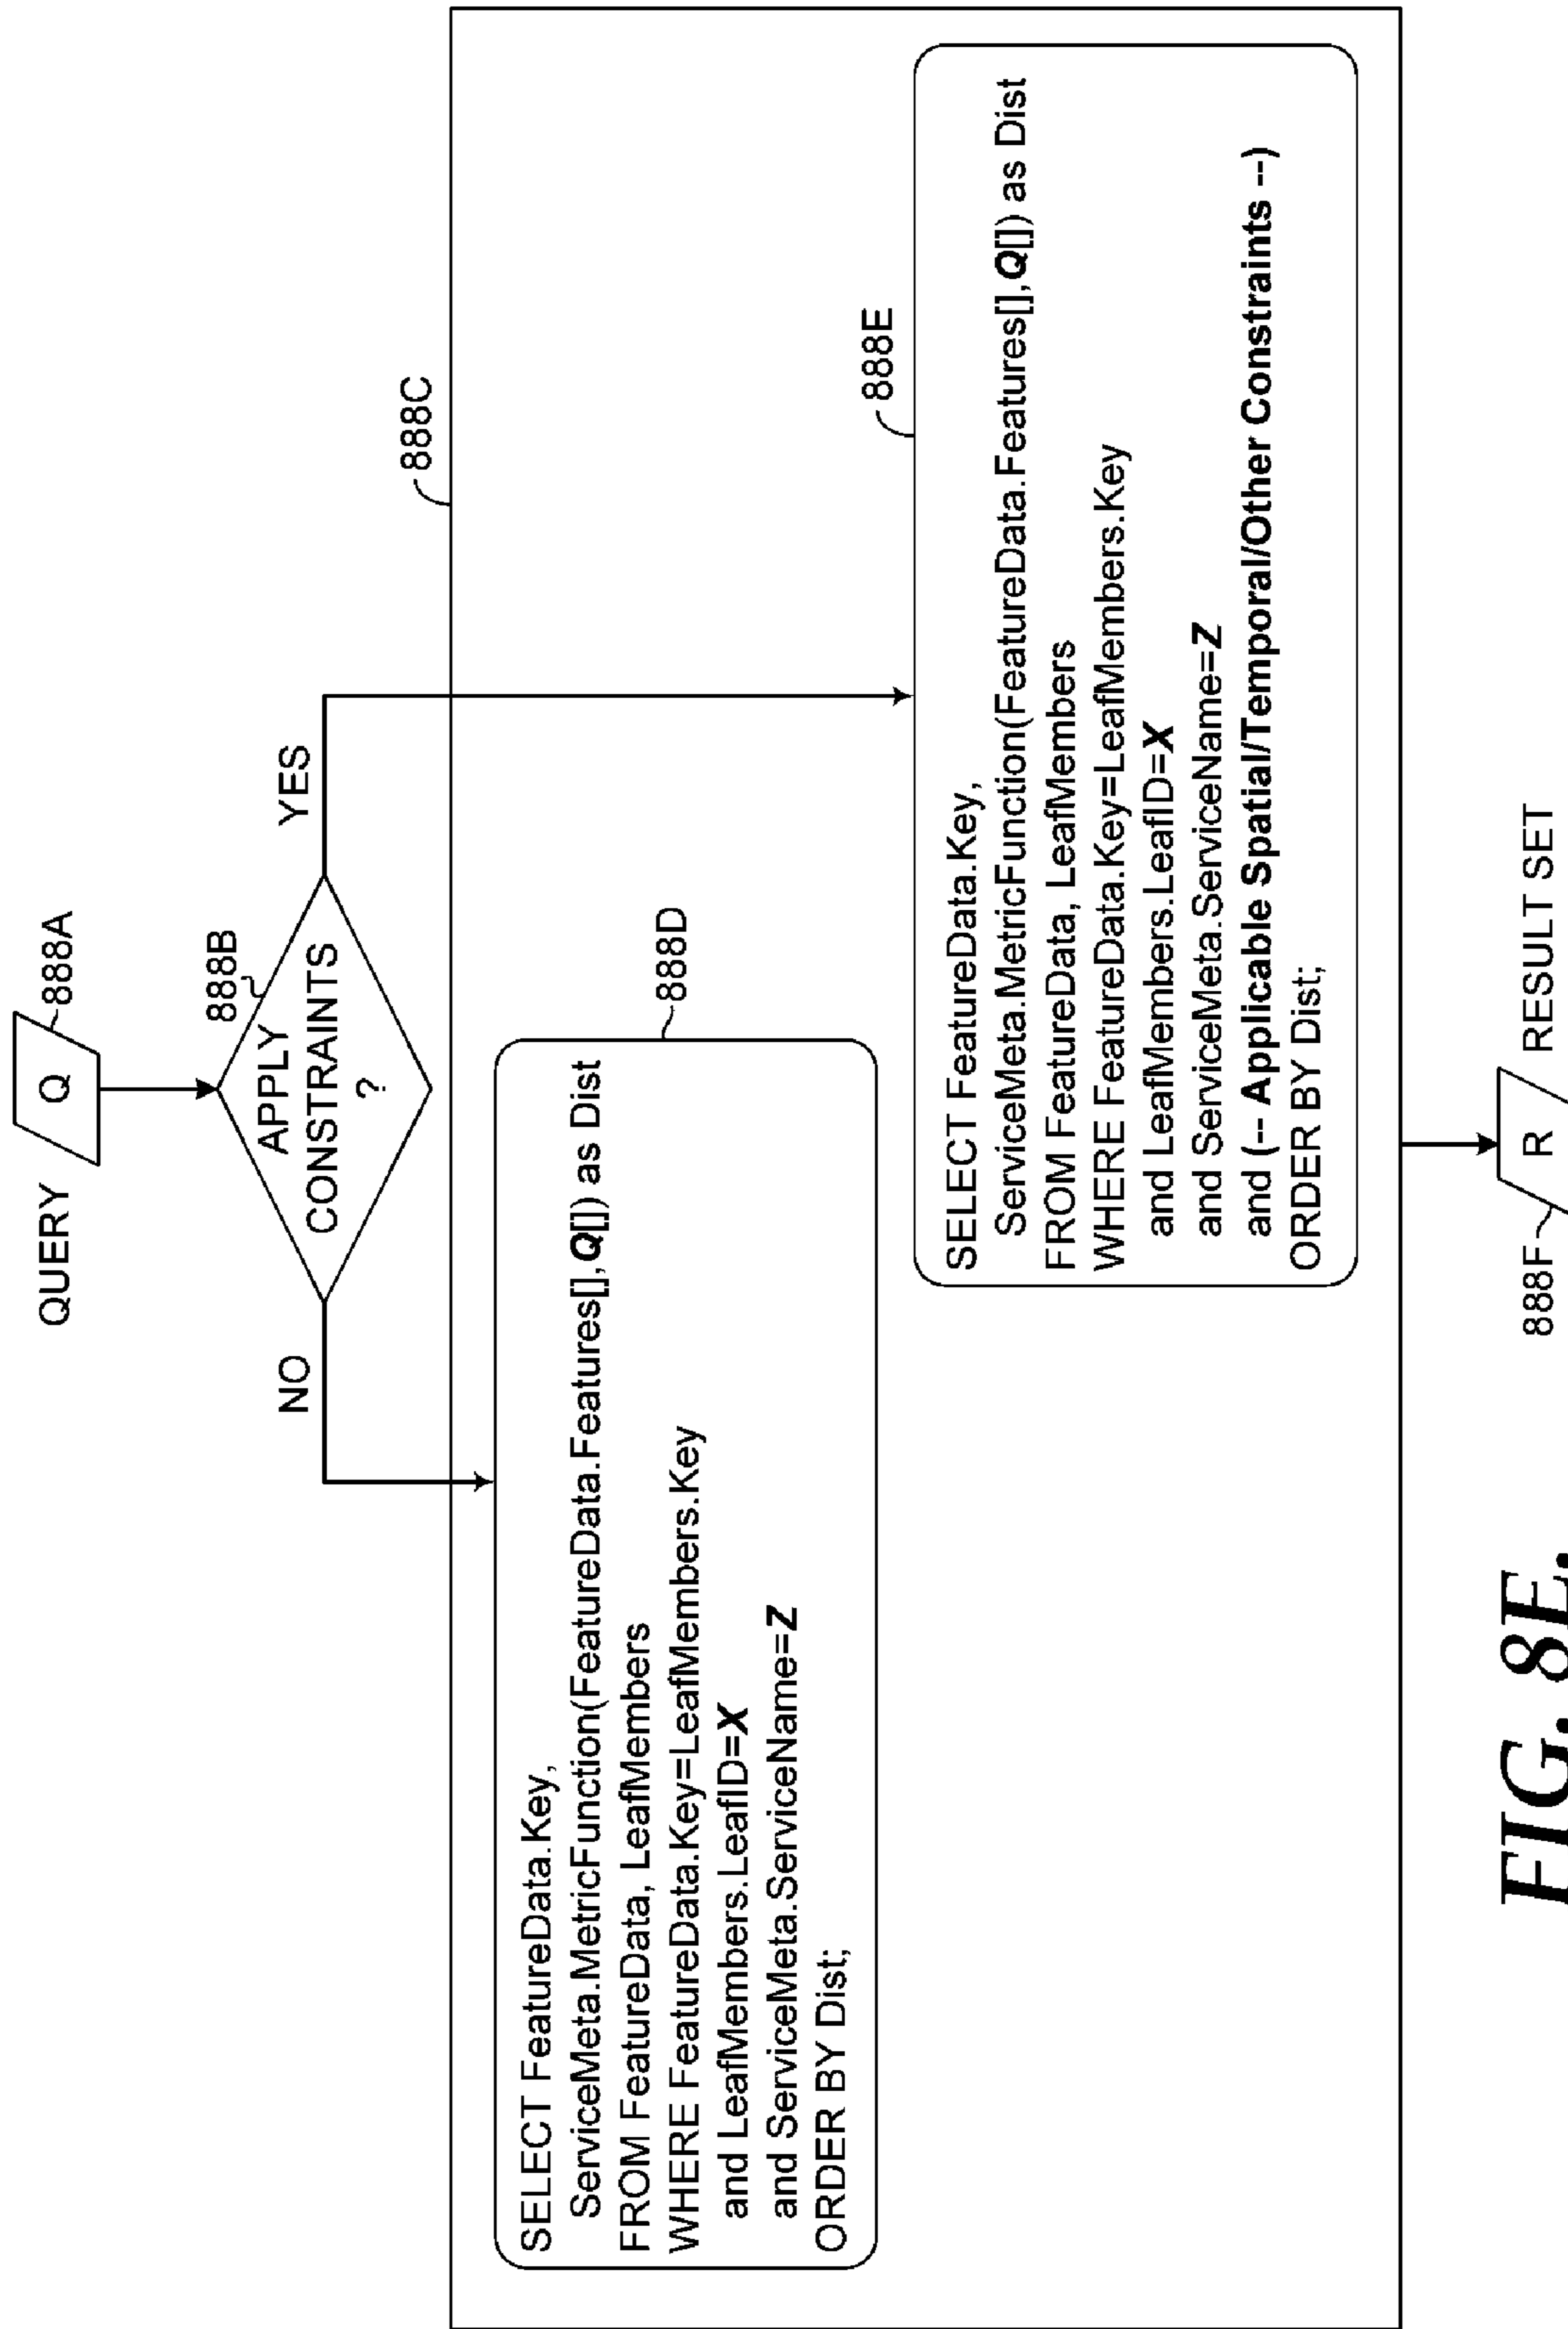 QUERY
Q
888A
888B
APPLY
CONSTRAINTS
?
NO
YES
888C
888D
SELECT FeatureData.Key,
ServiceMeta.MetricFunction(FeatureData.Features[],Q[]) as Dist
FROM FeatureData, LeafMembers
WHERE FeatureData.Key=LeafMembers.Key
and LeafMembers.LeafID=X
and ServiceMeta.ServiceName=Z
ORDER BY Dist;
888E
SELECT FeatureData.Key,
ServiceMeta.MetricFunction(FeatureData.Features[],Q[]) as Dist
FROM FeatureData, LeafMembers
WHERE FeatureData.Key=LeafMembers.Key
and LeafMembers.LeafID=X
and ServiceMeta.ServiceName=Z
and (-- Applicable Spatial/Temporal/Other Constraints --)
ORDER BY Dist;
888F
R
RESULT SET
FIG. 8E.